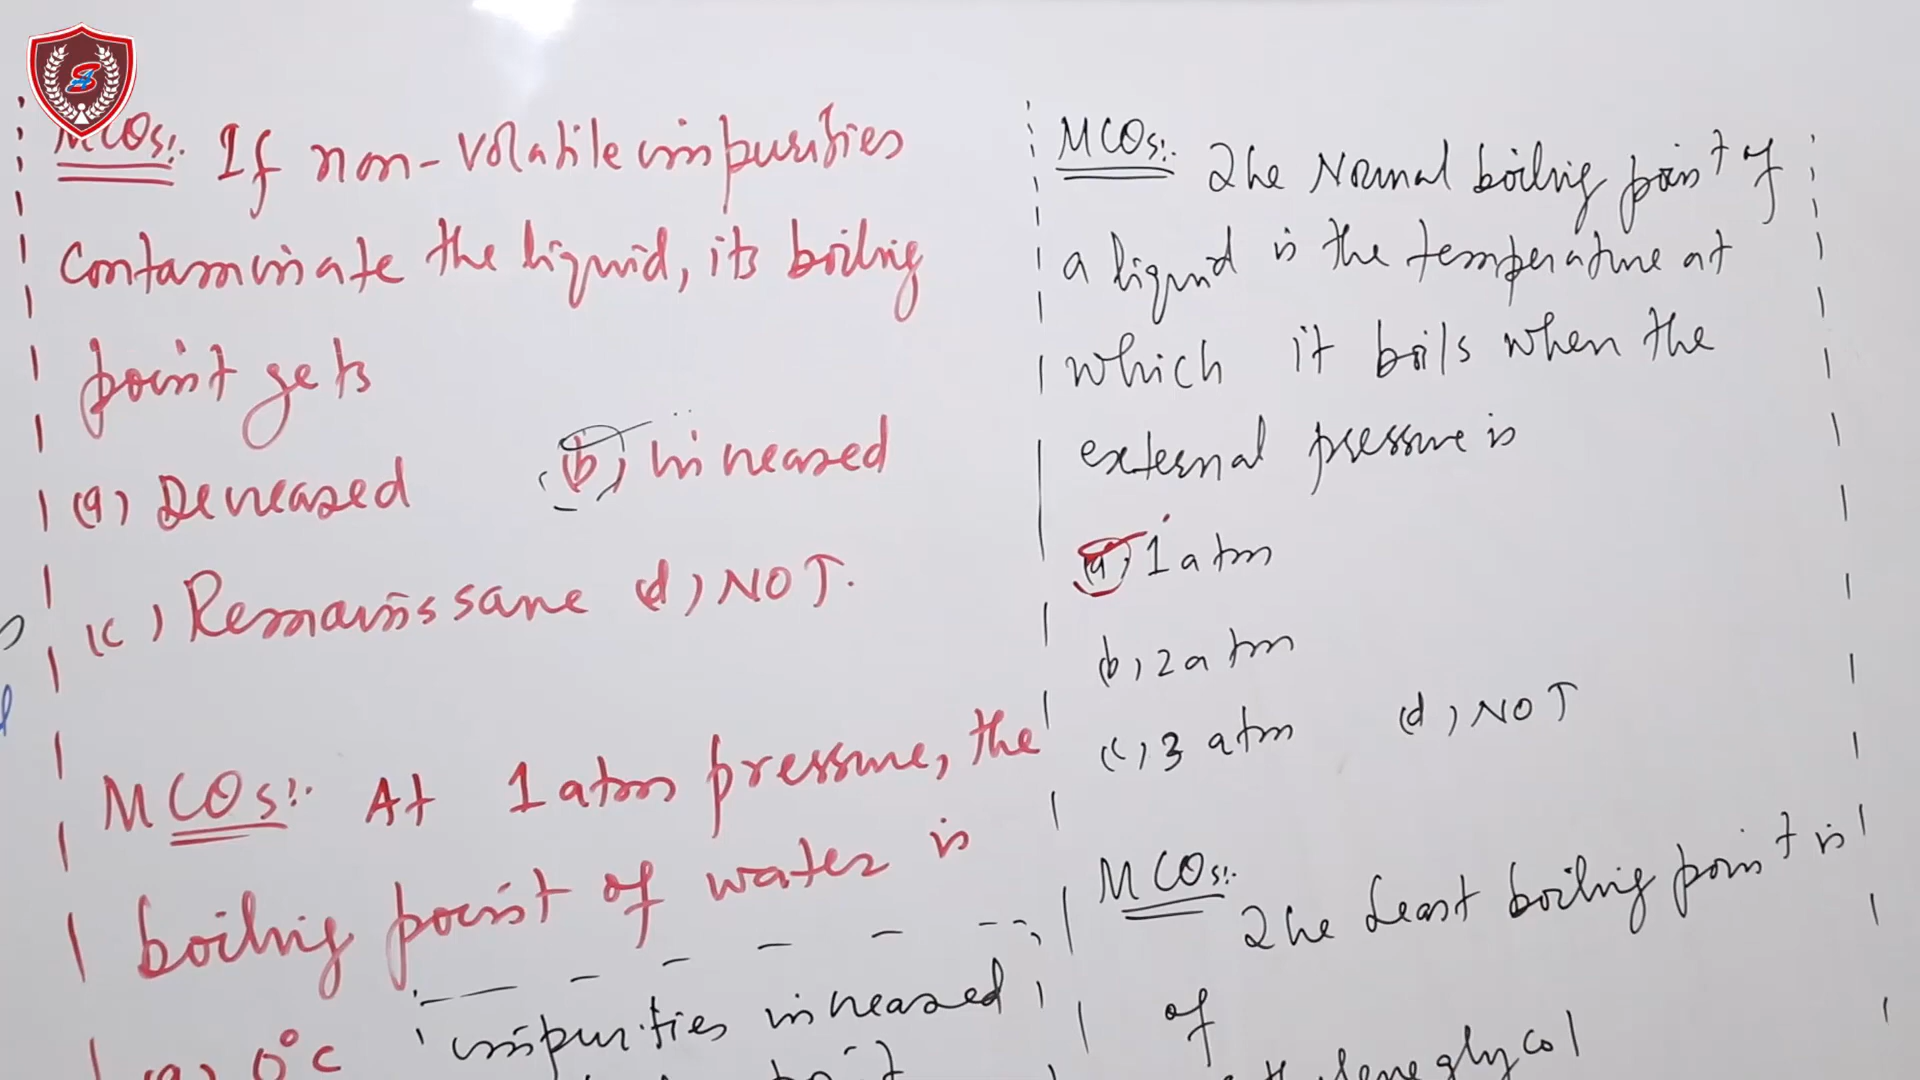 MCQs:. If non-volatile impurities
contaminate the liquid, its boiling
point gets
(a) Decreased (b) increased
(c) Remains same (d) NOT.
MCQs:. At 1 atm pressure, the
boiling point of water is
(a) 0°C
impurities increased
MCQs:. The Normal boiling point of
a liquid is the temperature at
which it boils when the
external pressure is
(a) 1 atm
(b) 2 atm
(c) 3 atm (d) NOT
MCQs:. The Least boiling point is
of